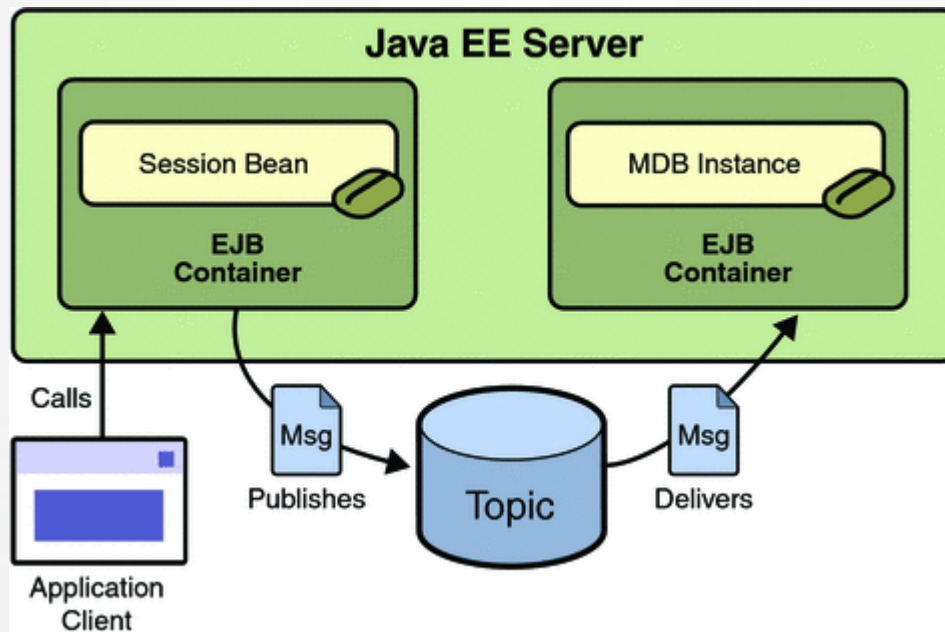 Java EE Server
Session Bean
EJB
Container
MDB Instance
EJB
Container
Calls
Msg
Publishes
Topic
Msg
Delivers
Application
Client